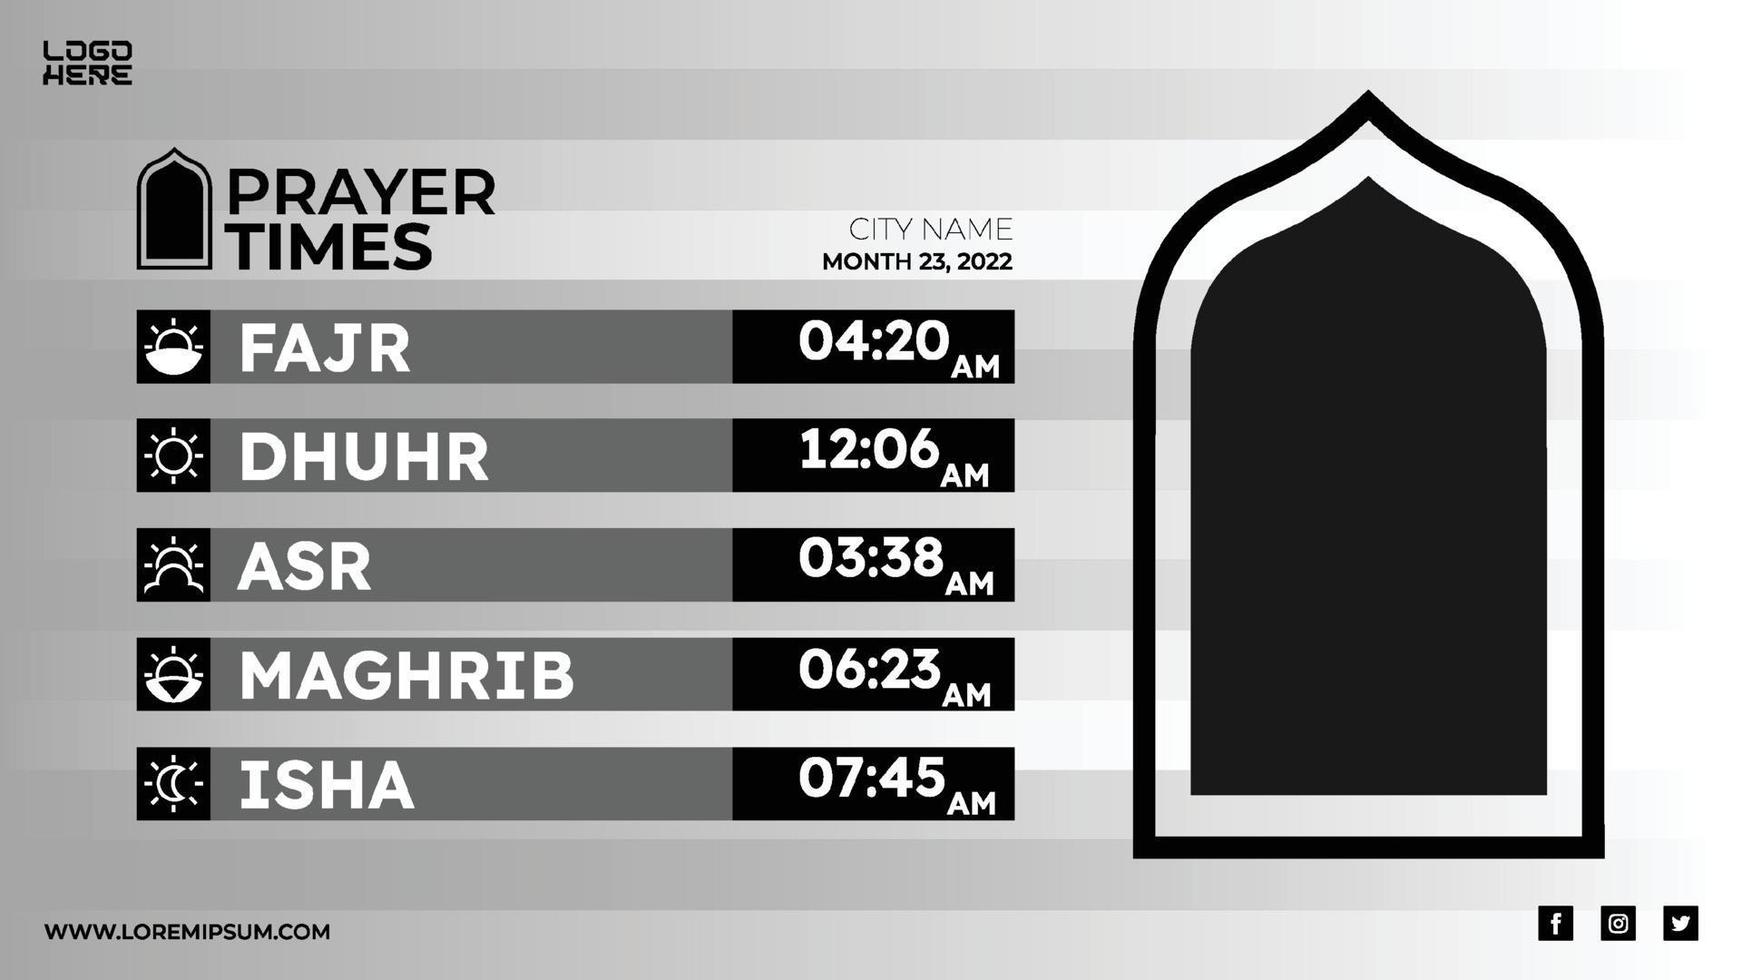 LOGO
HERE
PRAYER
TIMES
CITY NAME
MONTH 23, 2022
FAJR 04:20 AM
DHUHR 12:06 AM
ASR 03:38 AM
MAGHRIB 06:23 AM
ISHA 07:45 AM
WWW.LOREMIPSUM.COM